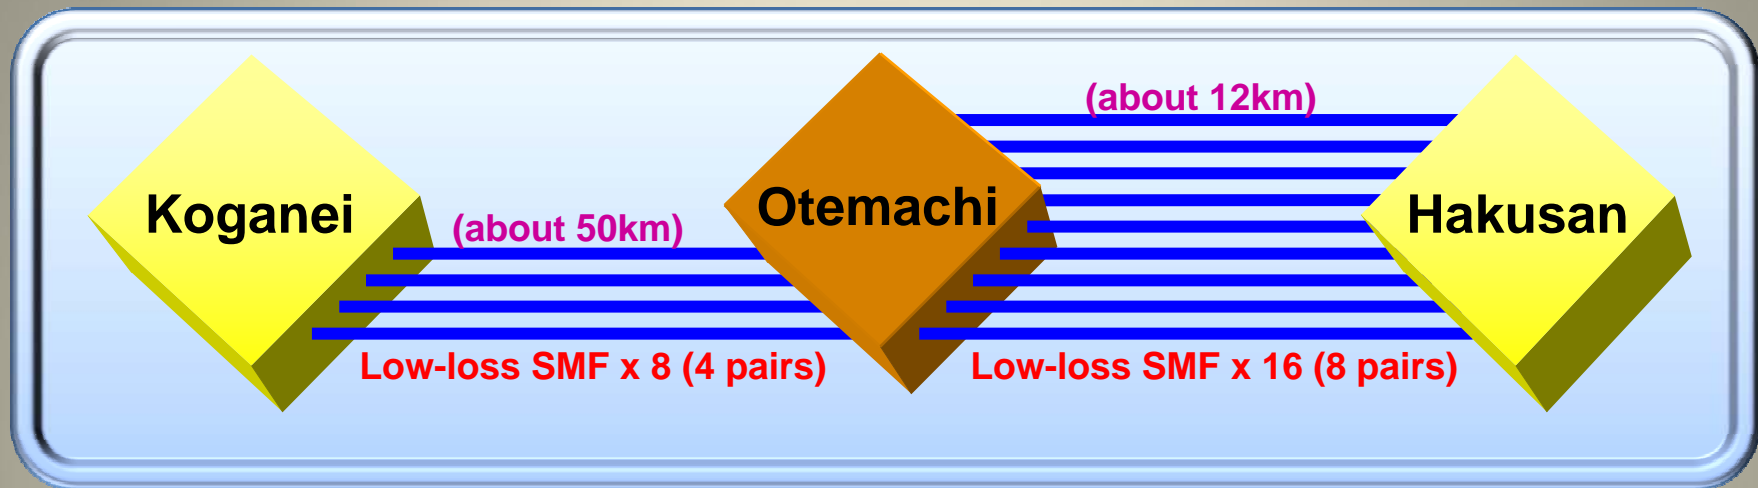 (about 12km)
Koganei
Otemachi
Hakusan
(about 50km)
Low-loss SMF x 8 (4 pairs)
Low-loss SMF x 16 (8 pairs)